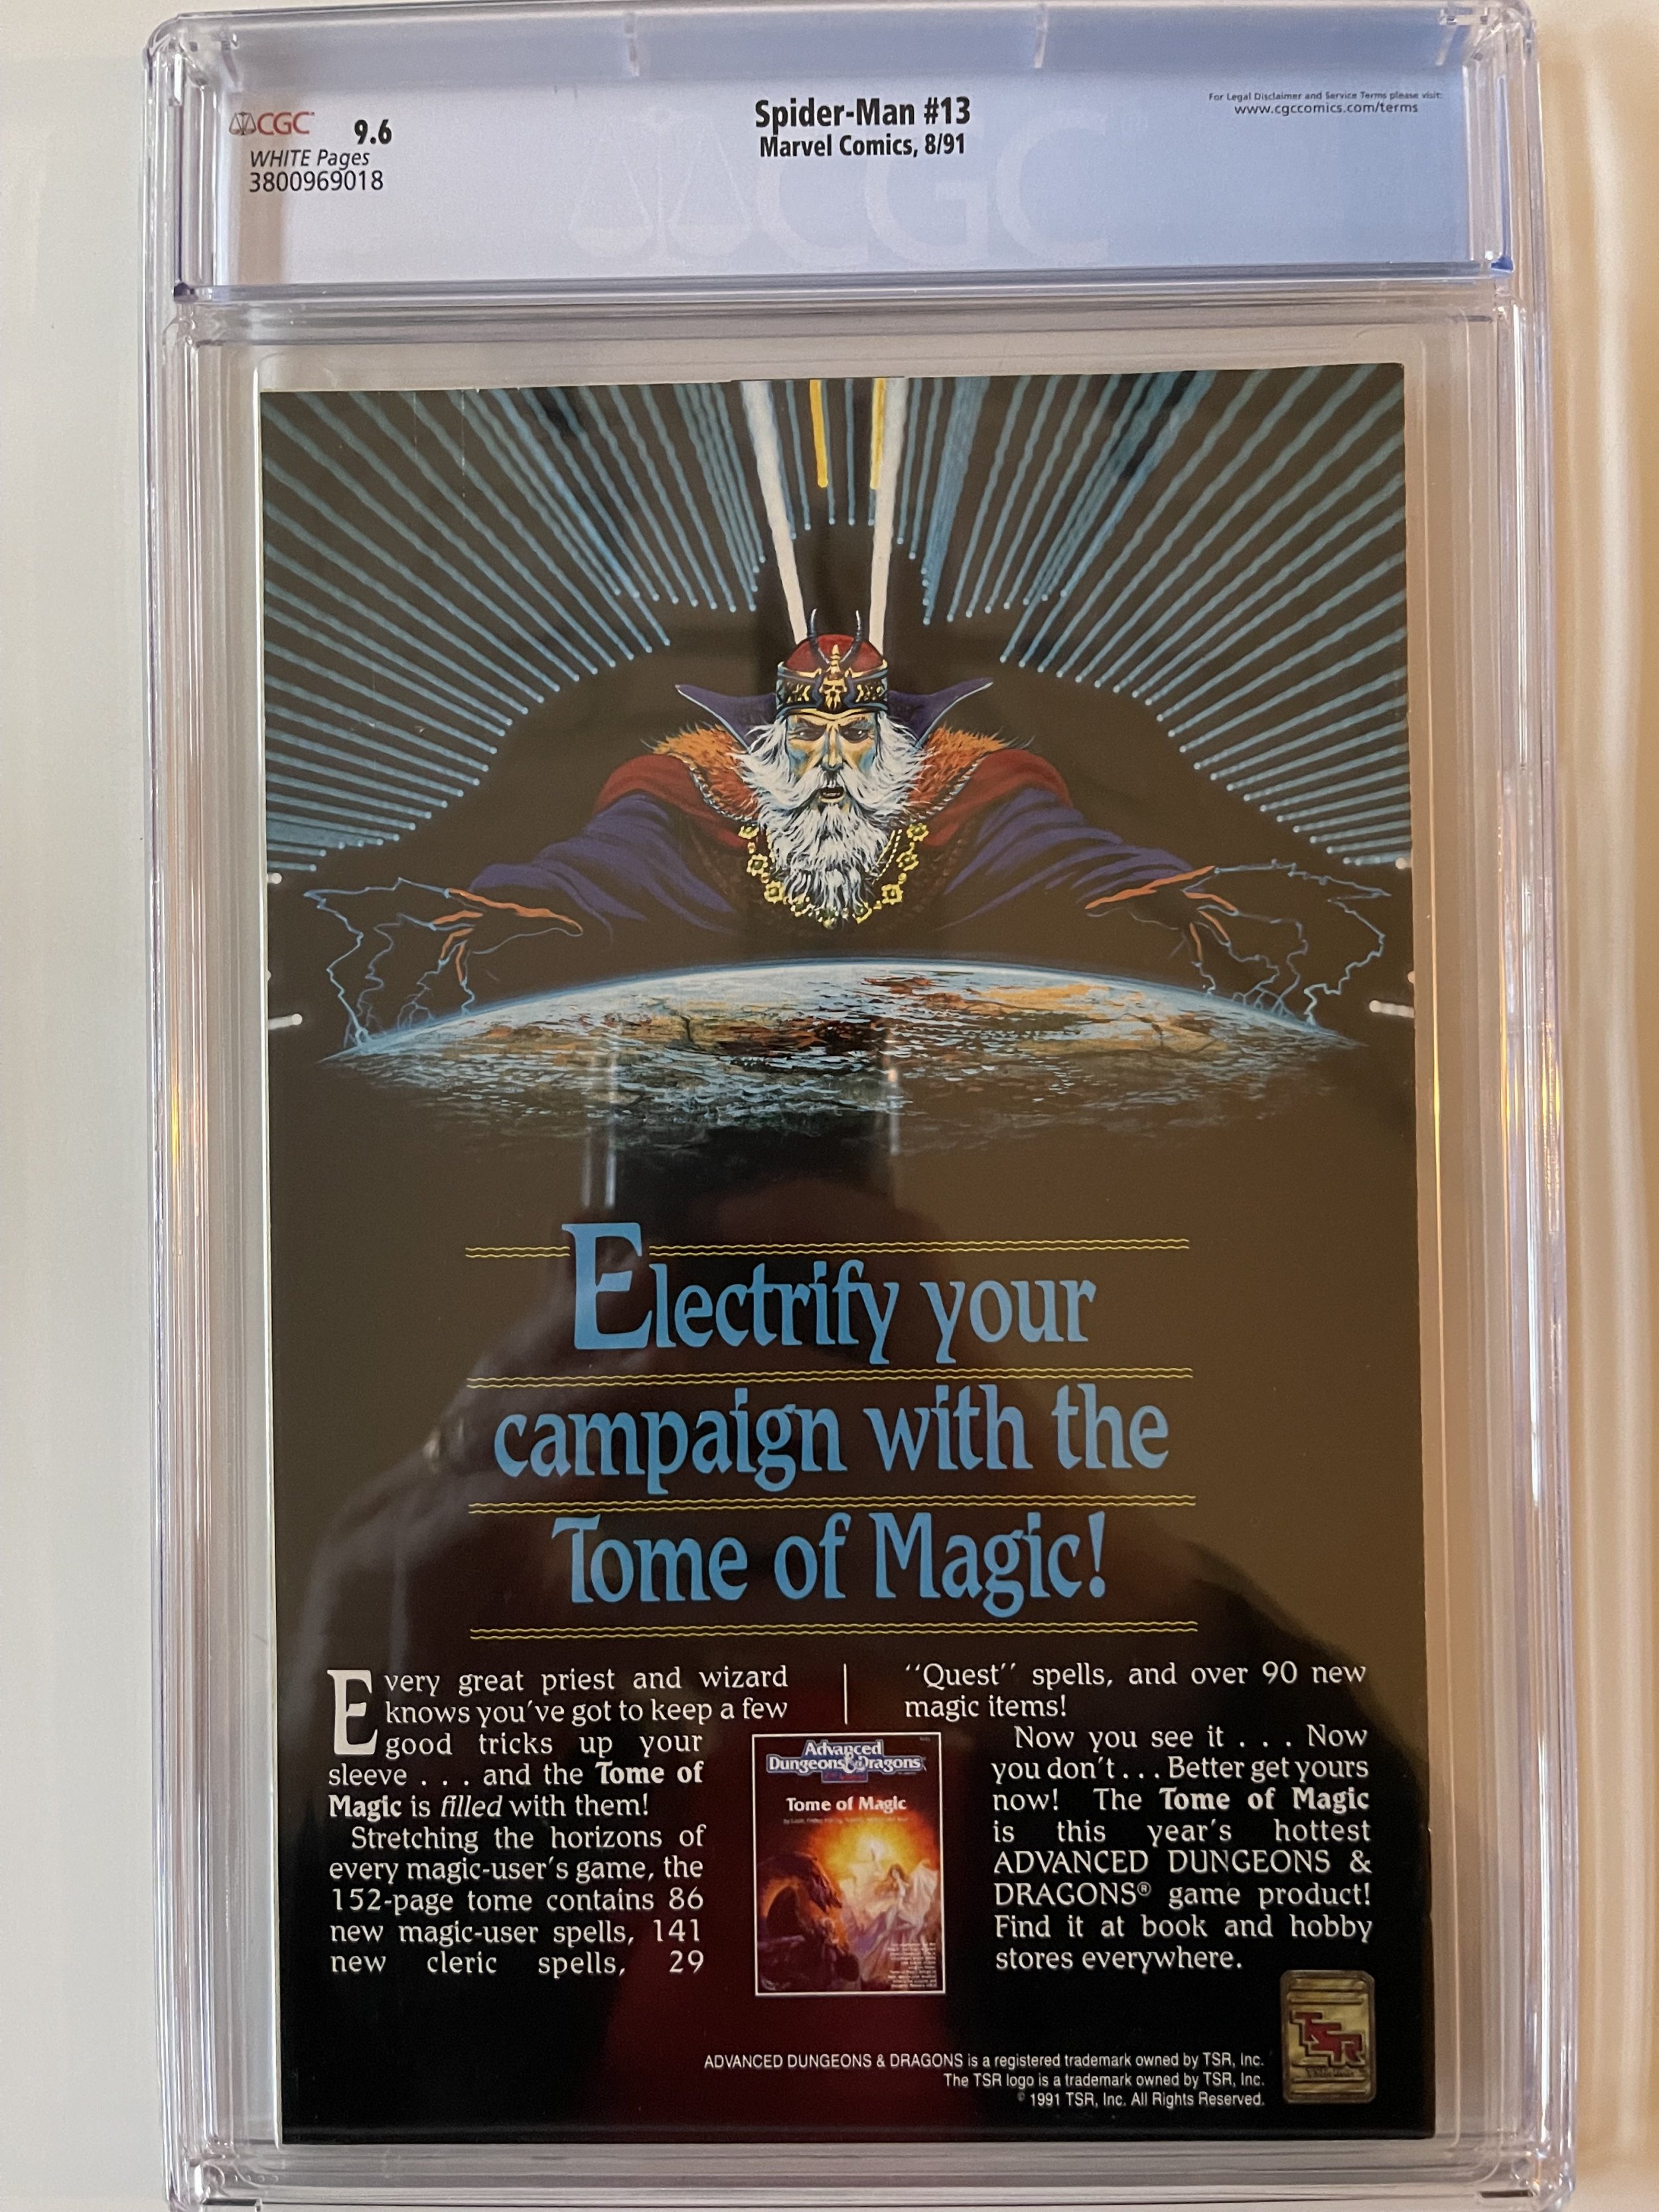 CGC
9.6
WHITE Pages
3800969018
Spider-Man #13
Marvel Comics, 8/91
For Legal Disclaimer and Service Terms please visit:
www.cgccomics.com/terms
CGC
Electrify your
campaign with the
Tome of Magic!
Every great priest and wizard
knows you've got to keep a few
good tricks up your
sleeve . . . and the Tome of
Magic is filled with them!
Stretching the horizons of
every magic-user's game, the
152-page tome contains 86
new magic-user spells, 141
new cleric spells, 29
"Quest" spells, and over 90 new
magic items!
Now you see it . . . Now
you don't . . . Better get yours
now! The Tome of Magic
is this year's hottest
ADVANCED DUNGEONS &
DRAGONS® game product!
Find it at book and hobby
stores everywhere.
Advanced
Dungeons & Dragons
Tome of Magic
TSR
ADVANCED DUNGEONS & DRAGONS is a registered trademark owned by TSR, Inc.
The TSR logo is a trademark owned by TSR, Inc.
© 1991 TSR, Inc. All Rights Reserved.